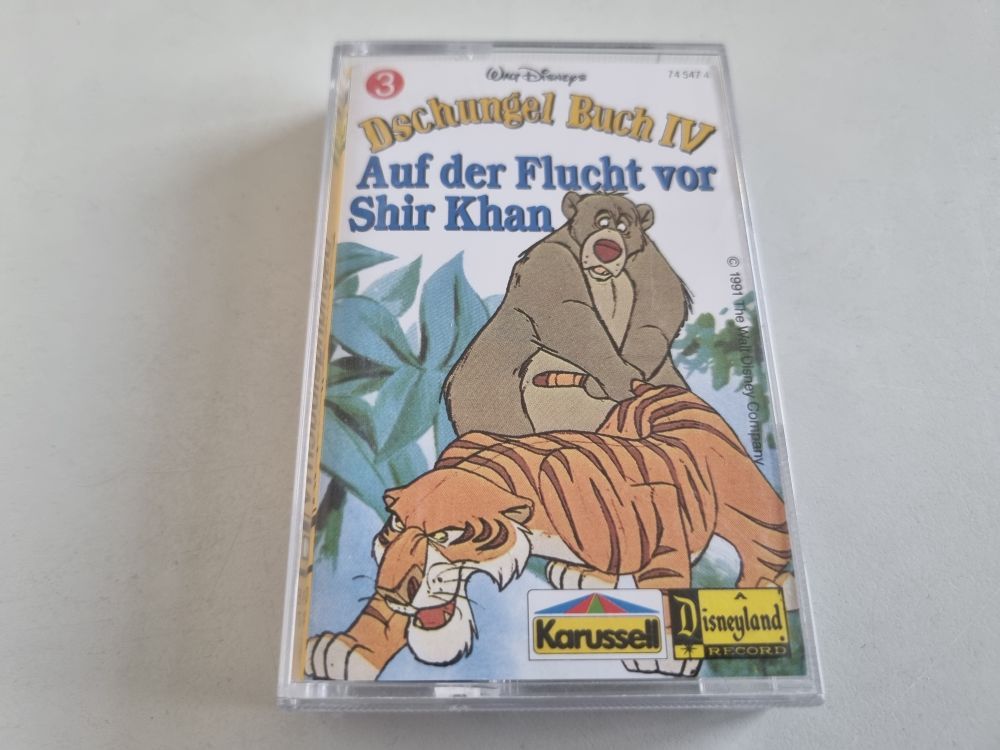 3
Walt Disneys
74 547 4
Dschungel Buch IV
Auf der Flucht vor
Shir Khan
© 1991 The Walt Disney Company
Karussell
Disneyland
RECORD